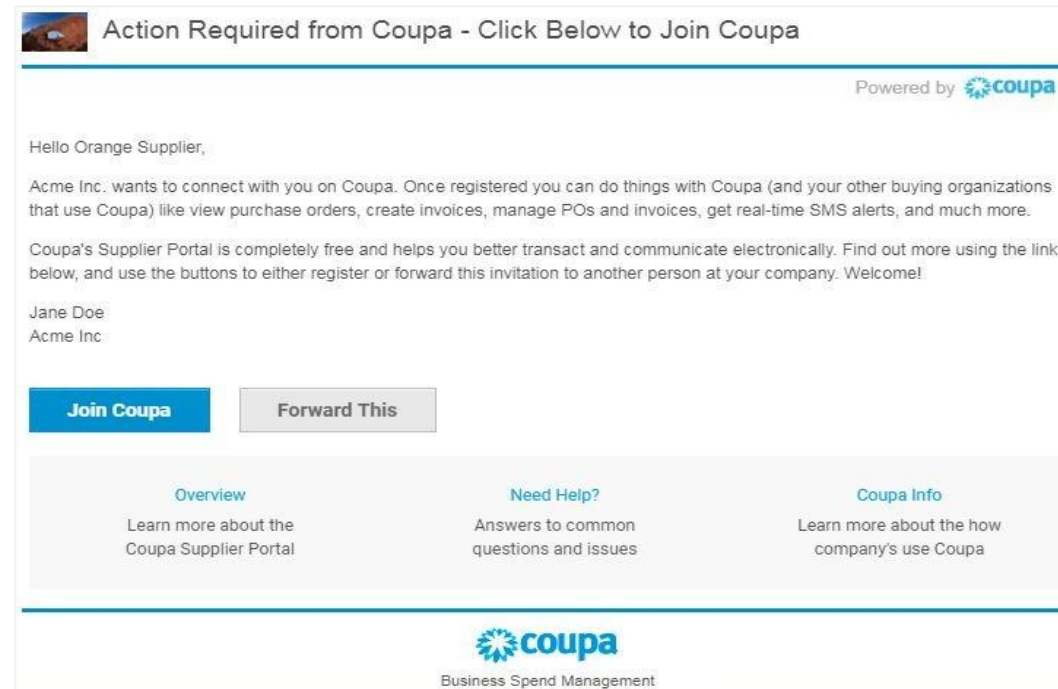 Action Required from Coupa - Click Below to Join Coupa
Powered by coupa
Hello Orange Supplier,
Acme Inc. wants to connect with you on Coupa. Once registered you can do things with Coupa (and your other buying organizations
that use Coupa) like view purchase orders, create invoices, manage POs and invoices, get real-time SMS alerts, and much more.
Coupa's Supplier Portal is completely free and helps you better transact and communicate electronically. Find out more using the link
below, and use the buttons to either register or forward this invitation to another person at your company. Welcome!
Jane Doe
Acme Inc
Join Coupa
Forward This
Overview
Learn more about the
Coupa Supplier Portal
Need Help?
Answers to common
questions and issues
Coupa Info
Learn more about the how
company's use Coupa
coupa
Business Spend Management